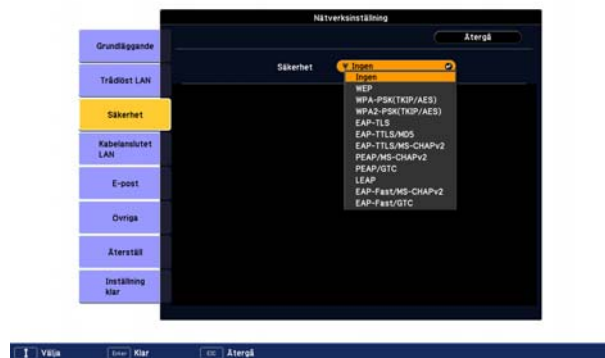 Nätverksinställning
Återgå
Grundläggande
Trådlöst LAN
Säkerhet
Kabelanslutet
LAN
E-post
Övriga
Återställ
Inställning
klar
Säkerhet
Ingen
Ingen
WEP
WPA-PSK(TKIP/AES)
WPA2-PSK(TKIP/AES)
EAP-TLS
EAP-TTLS/MD5
EAP-TTLS/MS-CHAPv2
PEAP/MS-CHAPv2
PEAP/GTC
LEAP
EAP-Fast/MS-CHAPv2
EAP-Fast/GTC
Välja Enter Klar ESC Återgå